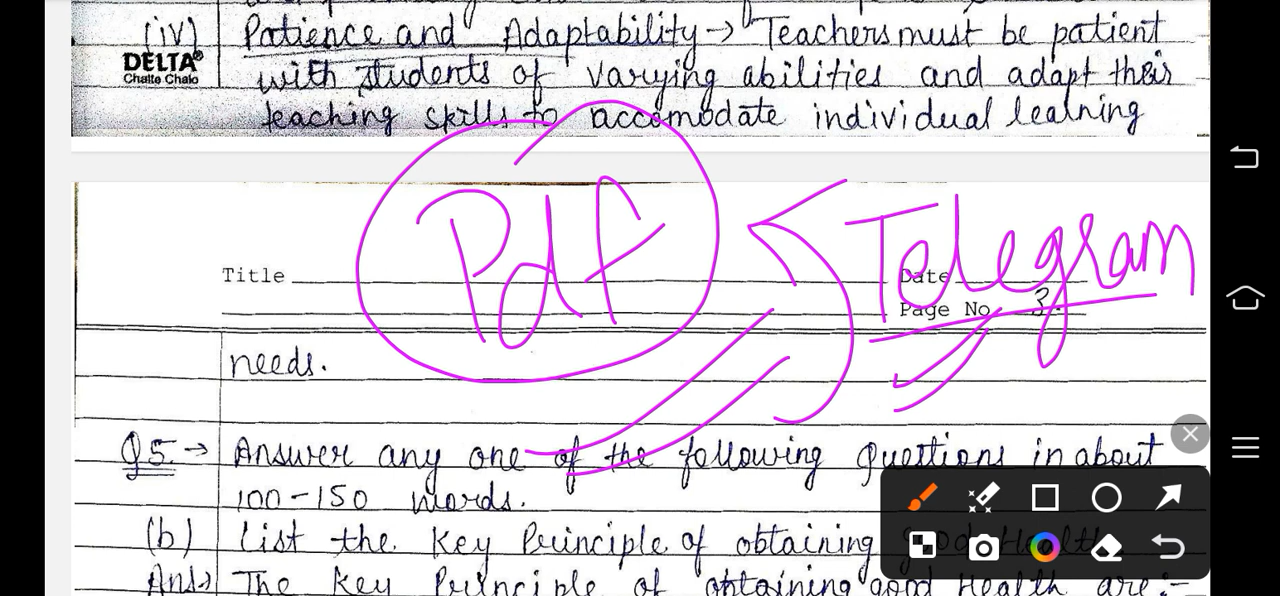 (iv) Patience and Adaptability → Teachers must be patient
DELTA®
Chalte Chalo
with students of varying abilities and adapt their
teaching skills to accomodate individual learning
Pdf
Telegram
Title
Date
Page No 3.
needs.
Q5.→ Answer any one of the following Questions in about
100-150 words.
(b) List the Key Principle of obtaining good Health.
Ans→ The Key Principle of obtaining good Health are:-